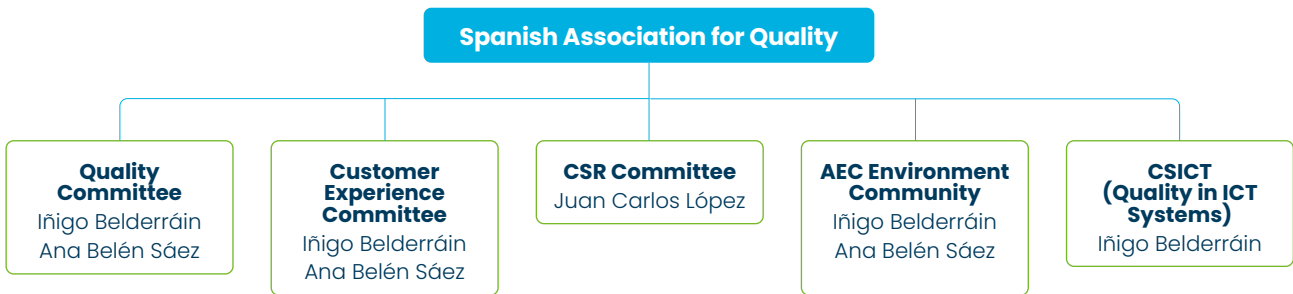 Spanish Association for Quality
Quality
Committee
Iñigo Belderráin
Ana Belén Sáez
Customer
Experience
Committee
Iñigo Belderráin
Ana Belén Sáez
CSR Committee
Juan Carlos López
AEC Environment
Community
Iñigo Belderráin
Ana Belén Sáez
CSICT
(Quality in ICT
Systems)
Iñigo Belderráin